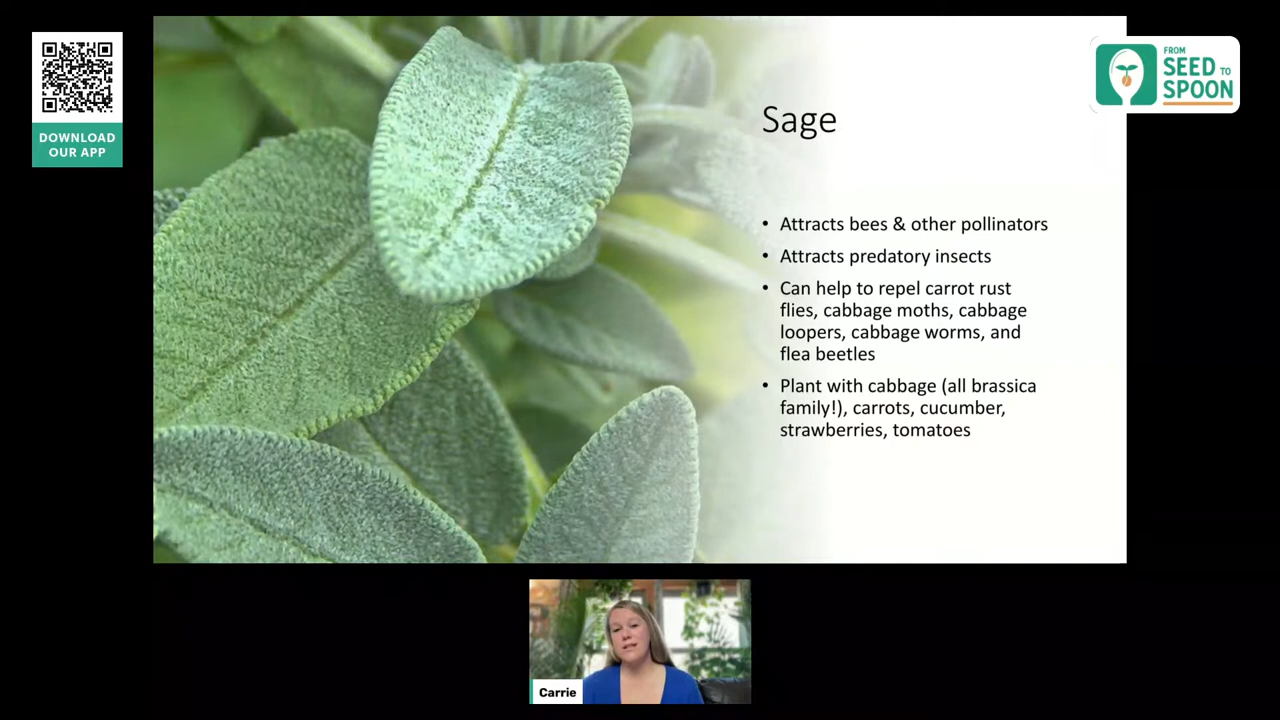 DOWNLOAD
OUR APP
FROM
SEED TO
SPOON
Sage
• Attracts bees & other pollinators
• Attracts predatory insects
• Can help to repel carrot rust
flies, cabbage moths, cabbage
loopers, cabbage worms, and
flea beetles
• Plant with cabbage (all brassica
family!), carrots, cucumber,
strawberries, tomatoes
Carrie